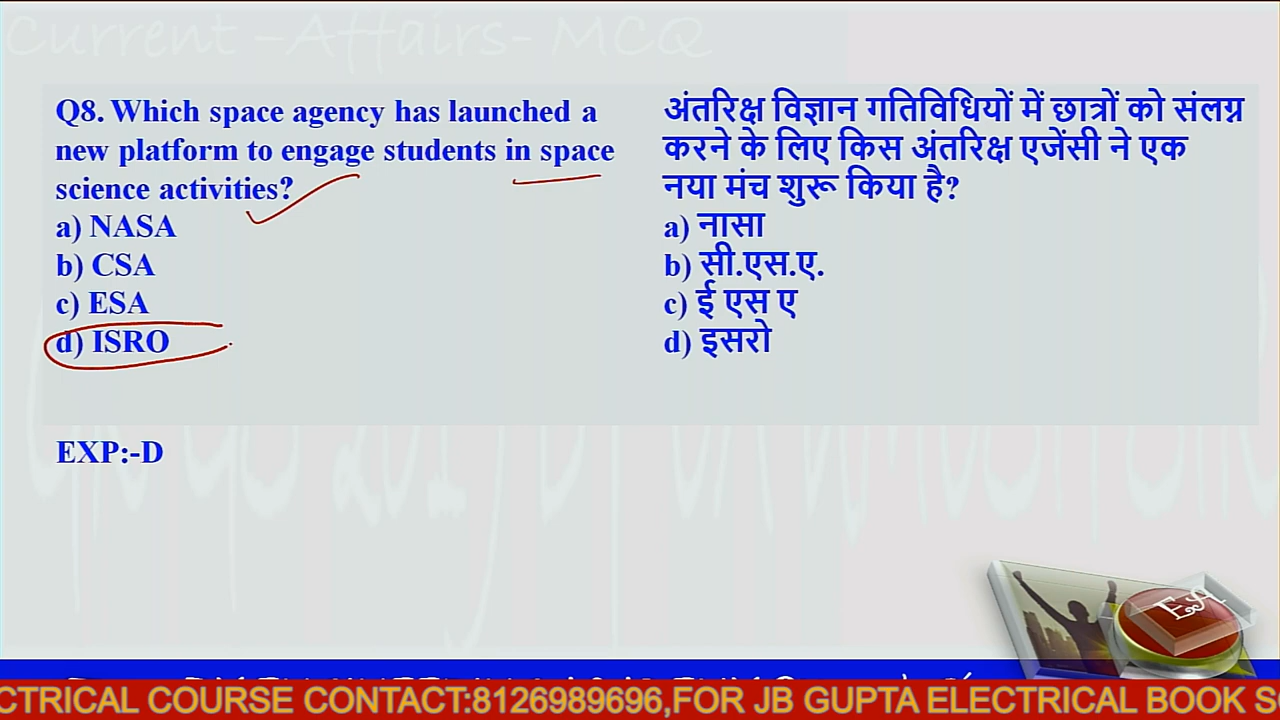 Current -Affairs- MCQ
Q8. Which space agency has launched a
new platform to engage students in space
science activities?
a) NASA
b) CSA
c) ESA
d) ISRO
EXP:-D
अंतरिक्ष विज्ञान गतिविधियों में छात्रों को संलग्न
करने के लिए किस अंतरिक्ष एजेंसी ने एक
नया मंच शुरू किया है?
a) नासा
b) सी.एस.ए.
c) ई एस ए
d) इसरो
EA
CTRICAL COURSE CONTACT:8126989696,FOR JB GUPTA ELECTRICAL BOOK S